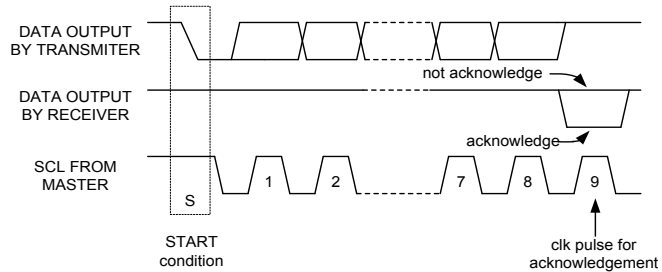 DATA OUTPUT
BY TRANSMITER
not acknowledge
DATA OUTPUT
BY RECEIVER
acknowledge
SCL FROM
MASTER
1
2
7
8
9
S
START
condition
clk pulse for
acknowledgement